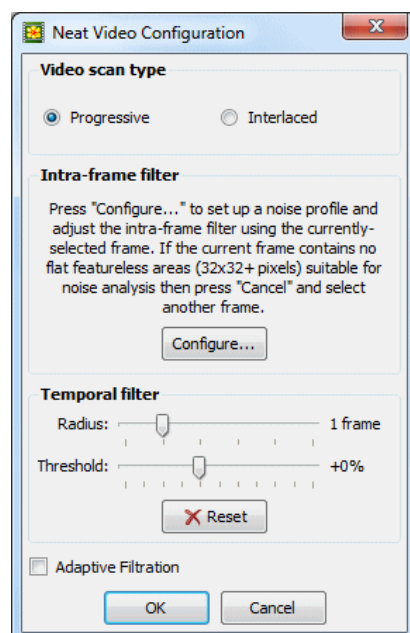 Neat Video Configuration
Video scan type
Progressive Interlaced
Intra-frame filter
Press "Configure..." to set up a noise profile and
adjust the intra-frame filter using the currently-
selected frame. If the current frame contains no
flat featureless areas (32x32+ pixels) suitable for
noise analysis then press "Cancel" and select
another frame.
Configure...
Temporal filter
Radius: 1 frame
Threshold: +0%
Reset
Adaptive Filtration
OK Cancel